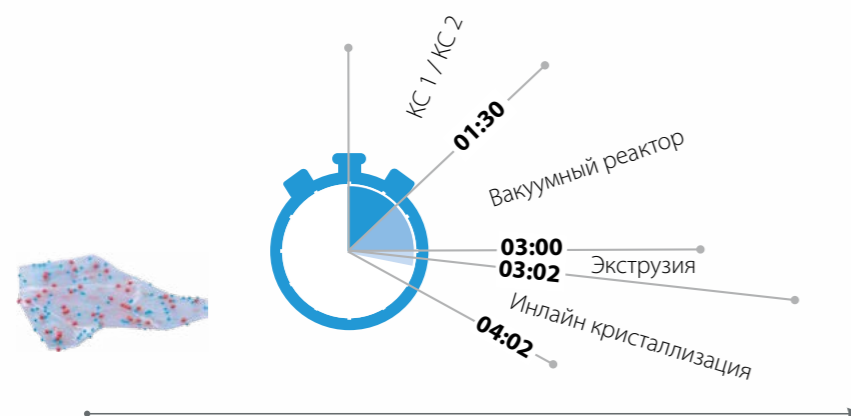 КС 1 / КС 2
01:30
Вакуумный реактор
03:00
Экструзия
03:02
Инлайн кристаллизация
04:02